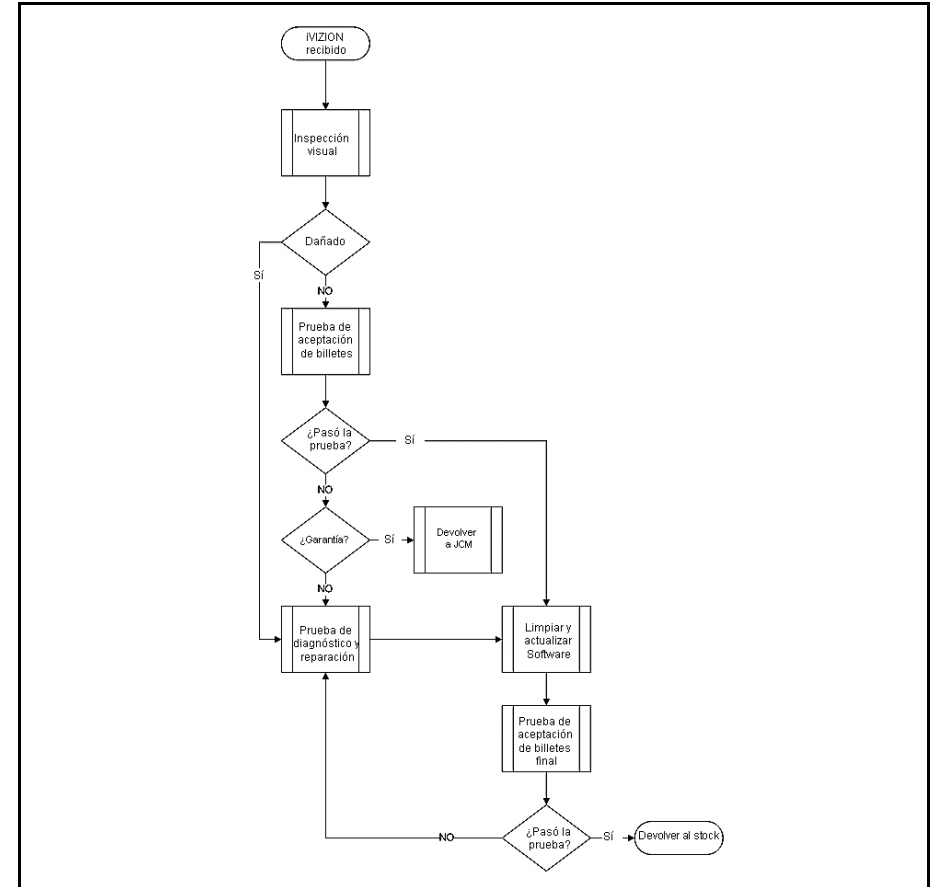 iVIZION
recibido
Inspección
visual
Dañado
Sí
NO
Prueba de
aceptación
de billetes
¿Pasó la
prueba?
Sí
NO
¿Garantía?
Sí
Devolver
a JCM
NO
Prueba de
diagnóstico y
reparación
Limpiar y
actualizar
Software
Prueba de
aceptación
de billetes
final
¿Pasó la
prueba?
NO
Sí
Devolver al stock